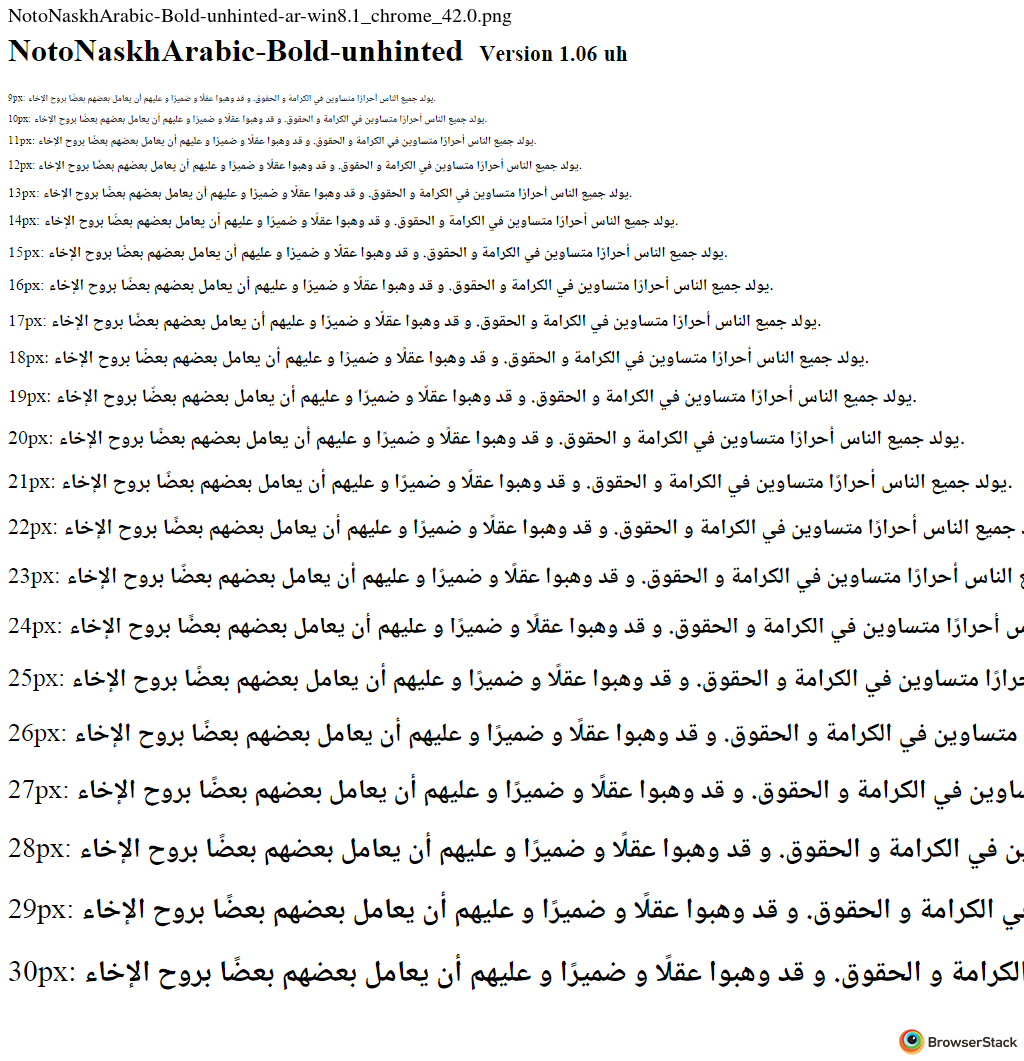 NotoNaskhArabic-Bold-unhinted-ar-win8.1_chrome_42.0.png
NotoNaskhArabic-Bold-unhinted Version 1.06 uh
9px: يولد جميع الناس أحرارًا متساوين في الكرامة و الحقوق. و قد وهبوا عقلًا و ضميرًا و عليهم أن يعامل بعضهم بعضًا بروح الإخاء.
10px: يولد جميع الناس أحرارًا متساوين في الكرامة و الحقوق. و قد وهبوا عقلًا و ضميرًا و عليهم أن يعامل بعضهم بعضًا بروح الإخاء.
11px: يولد جميع الناس أحرارًا متساوين في الكرامة و الحقوق. و قد وهبوا عقلًا و ضميرًا و عليهم أن يعامل بعضهم بعضًا بروح الإخاء.
12px: يولد جميع الناس أحرارًا متساوين في الكرامة و الحقوق. و قد وهبوا عقلًا و ضميرًا و عليهم أن يعامل بعضهم بعضًا بروح الإخاء.
13px: يولد جميع الناس أحرارًا متساوين في الكرامة و الحقوق. و قد وهبوا عقلًا و ضميرًا و عليهم أن يعامل بعضهم بعضًا بروح الإخاء.
14px: يولد جميع الناس أحرارًا متساوين في الكرامة و الحقوق. و قد وهبوا عقلًا و ضميرًا و عليهم أن يعامل بعضهم بعضًا بروح الإخاء.
15px: يولد جميع الناس أحرارًا متساوين في الكرامة و الحقوق. و قد وهبوا عقلًا و ضميرًا و عليهم أن يعامل بعضهم بعضًا بروح الإخاء.
16px: يولد جميع الناس أحرارًا متساوين في الكرامة و الحقوق. و قد وهبوا عقلًا و ضميرًا و عليهم أن يعامل بعضهم بعضًا بروح الإخاء.
17px: يولد جميع الناس أحرارًا متساوين في الكرامة و الحقوق. و قد وهبوا عقلًا و ضميرًا و عليهم أن يعامل بعضهم بعضًا بروح الإخاء.
18px: يولد جميع الناس أحرارًا متساوين في الكرامة و الحقوق. و قد وهبوا عقلًا و ضميرًا و عليهم أن يعامل بعضهم بعضًا بروح الإخاء.
19px: يولد جميع الناس أحرارًا متساوين في الكرامة و الحقوق. و قد وهبوا عقلًا و ضميرًا و عليهم أن يعامل بعضهم بعضًا بروح الإخاء.
20px: يولد جميع الناس أحرارًا متساوين في الكرامة و الحقوق. و قد وهبوا عقلًا و ضميرًا و عليهم أن يعامل بعضهم بعضًا بروح الإخاء.
21px: يولد جميع الناس أحرارًا متساوين في الكرامة و الحقوق. و قد وهبوا عقلًا و ضميرًا و عليهم أن يعامل بعضهم بعضًا بروح الإخاء.
22px: جميع الناس أحرارًا متساوين في الكرامة و الحقوق. و قد وهبوا عقلًا و ضميرًا و عليهم أن يعامل بعضهم بعضًا بروح الإخاء
23px: الناس أحرارًا متساوين في الكرامة و الحقوق. و قد وهبوا عقلًا و ضميرًا و عليهم أن يعامل بعضهم بعضًا بروح الإخاء
24px: أحرارًا متساوين في الكرامة و الحقوق. و قد وهبوا عقلًا و ضميرًا و عليهم أن يعامل بعضهم بعضًا بروح الإخاء
25px: متساوين في الكرامة و الحقوق. و قد وهبوا عقلًا و ضميرًا و عليهم أن يعامل بعضهم بعضًا بروح الإخاء
26px: متساوين في الكرامة و الحقوق. و قد وهبوا عقلًا و ضميرًا و عليهم أن يعامل بعضهم بعضًا بروح الإخاء
27px: في الكرامة و الحقوق. و قد وهبوا عقلًا و ضميرًا و عليهم أن يعامل بعضهم بعضًا بروح الإخاء
28px: في الكرامة و الحقوق. و قد وهبوا عقلًا و ضميرًا و عليهم أن يعامل بعضهم بعضًا بروح الإخاء
29px: الكرامة و الحقوق. و قد وهبوا عقلًا و ضميرًا و عليهم أن يعامل بعضهم بعضًا بروح الإخاء
30px: الكرامة و الحقوق. و قد وهبوا عقلًا و ضميرًا و عليهم أن يعامل بعضهم بعضًا بروح الإخاء
BrowserStack